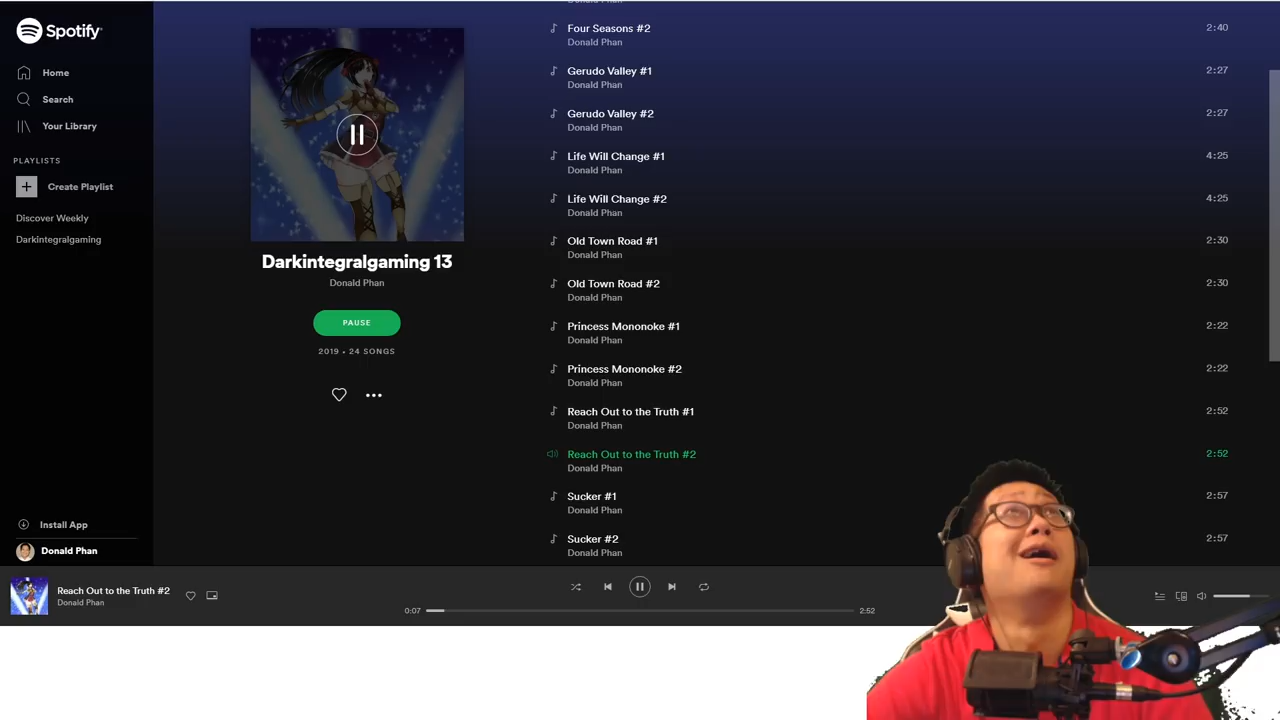 Spotify
Home
Search
Your Library
PLAYLISTS
Create Playlist
Discover Weekly
Darkintegralgaming
Install App
Donald Phan
Darkintegralgaming 13
Donald Phan
PAUSE
2019 • 24 SONGS
Donald Phan
Four Seasons #2 2:40
Donald Phan
Gerudo Valley #1 2:27
Donald Phan
Gerudo Valley #2 2:27
Donald Phan
Life Will Change #1 4:25
Donald Phan
Life Will Change #2 4:25
Donald Phan
Old Town Road #1 2:30
Donald Phan
Old Town Road #2 2:30
Donald Phan
Princess Mononoke #1 2:22
Donald Phan
Princess Mononoke #2 2:22
Donald Phan
Reach Out to the Truth #1 2:52
Donald Phan
Reach Out to the Truth #2 2:52
Donald Phan
Sucker #1 2:57
Donald Phan
Sucker #2 2:57
Donald Phan
Reach Out to the Truth #2
Donald Phan
0:07 2:52